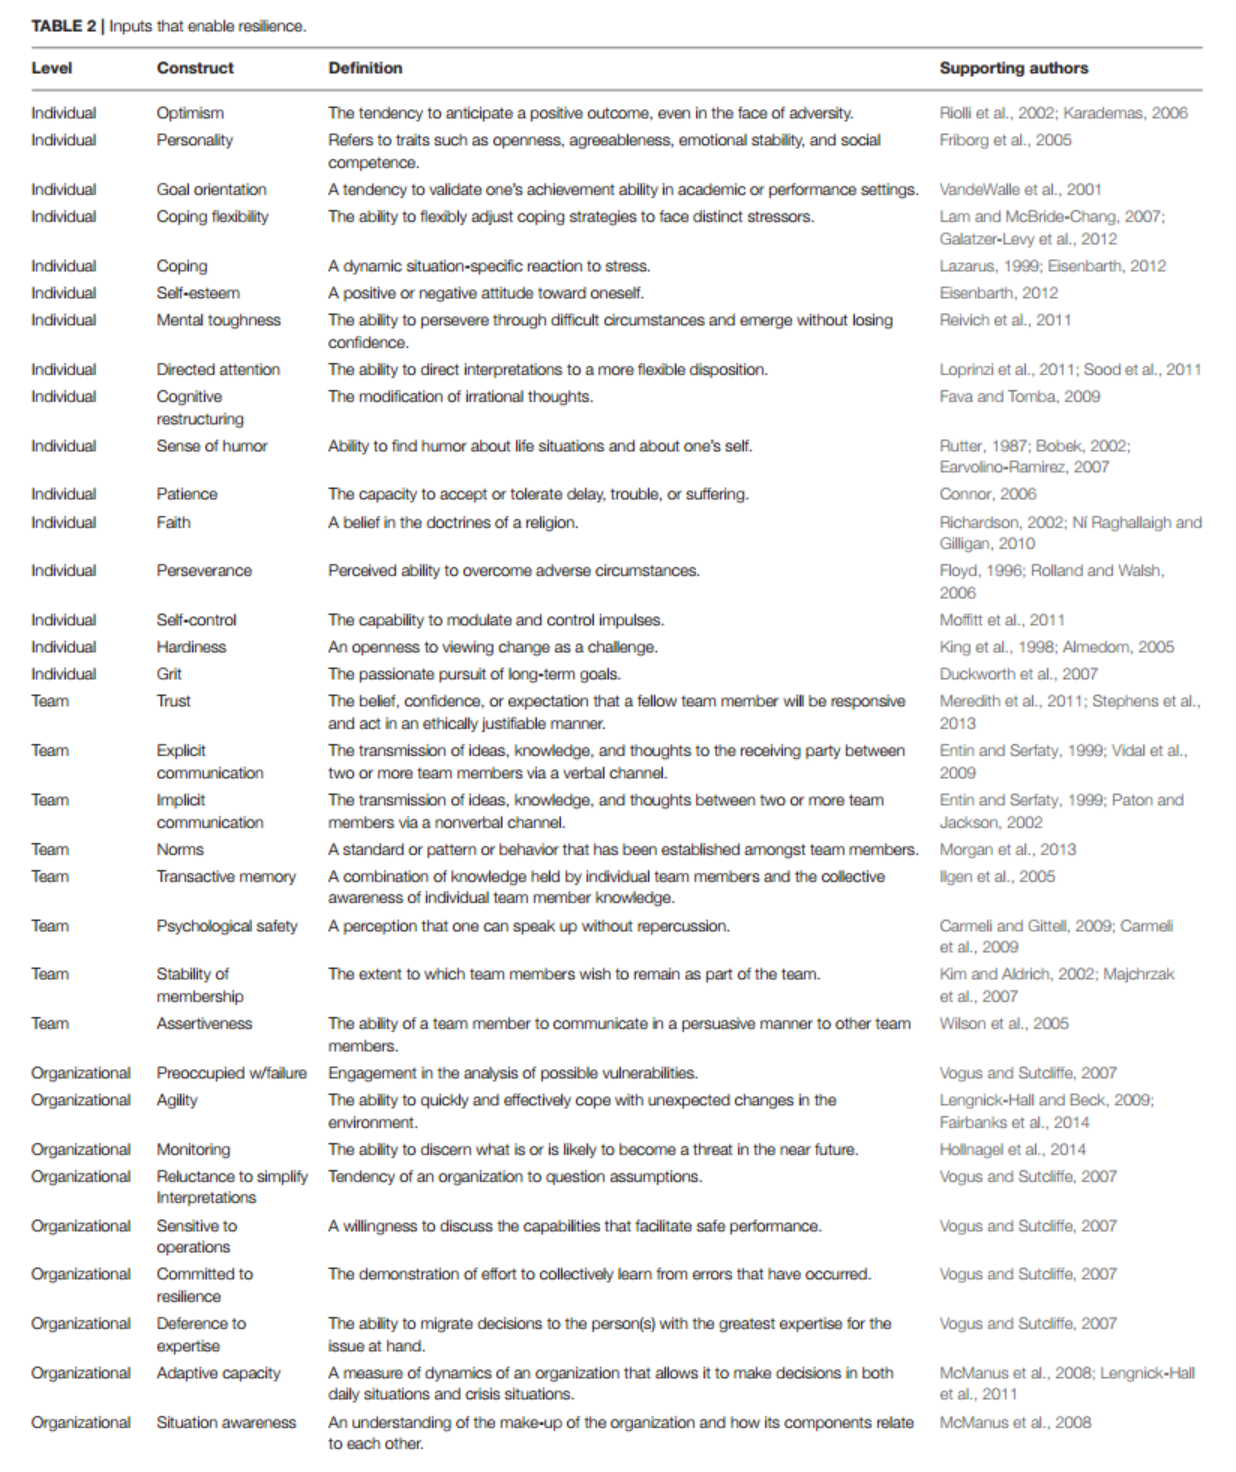 TABLE 2 | Inputs that enable resilience.
Level Construct Definition Supporting authors
Individual Optimism The tendency to anticipate a positive outcome, even in the face of adversity. Riolli et al., 2002; Karademas, 2006
Individual Personality Refers to traits such as openness, agreeableness, emotional stability, and social Friborg et al., 2005
competence.
Individual Goal orientation A tendency to validate one's achievement ability in academic or performance settings. VandeWalle et al., 2001
Individual Coping flexibility The ability to flexibly adjust coping strategies to face distinct stressors. Lam and McBride-Chang, 2007;
Galatzer-Levy et al., 2012
Individual Coping A dynamic situation-specific reaction to stress. Lazarus, 1999; Eisenbarth, 2012
Individual Self-esteem A positive or negative attitude toward oneself. Eisenbarth, 2012
Individual Mental toughness The ability to persevere through difficult circumstances and emerge without losing Reivich et al., 2011
confidence.
Individual Directed attention The ability to direct interpretations to a more flexible disposition. Loprinzi et al., 2011; Sood et al., 2011
Individual Cognitive The modification of irrational thoughts. Fava and Tomba, 2009
restructuring
Individual Sense of humor Ability to find humor about life situations and about one's self. Rutter, 1987; Bobek, 2002;
Earvolino-Ramirez, 2007
Individual Patience The capacity to accept or tolerate delay, trouble, or suffering. Connor, 2006
Individual Faith A belief in the doctrines of a religion. Richardson, 2002; Ní Raghallaigh and
Gilligan, 2010
Individual Perseverance Perceived ability to overcome adverse circumstances. Floyd, 1996; Rolland and Walsh,
2006
Individual Self-control The capability to modulate and control impulses. Moffitt et al., 2011
Individual Hardiness An openness to viewing change as a challenge. King et al., 1998; Almedom, 2005
Individual Grit The passionate pursuit of long-term goals. Duckworth et al., 2007
Team Trust The belief, confidence, or expectation that a fellow team member will be responsive Meredith et al., 2011; Stephens et al.,
and act in an ethically justifiable manner. 2013
Team Explicit The transmission of ideas, knowledge, and thoughts to the receiving party between Entin and Serfaty, 1999; Vidal et al.,
communication two or more team members via a verbal channel. 2009
Team Implicit The transmission of ideas, knowledge, and thoughts between two or more team Entin and Serfaty, 1999; Paton and
communication members via a nonverbal channel. Jackson, 2002
Team Norms A standard or pattern or behavior that has been established amongst team members. Morgan et al., 2013
Team Transactive memory A combination of knowledge held by individual team members and the collective Ilgen et al., 2005
awareness of individual team member knowledge.
Team Psychological safety A perception that one can speak up without repercussion. Carmeli and Gittell, 2009; Carmeli
et al., 2009
Team Stability of The extent to which team members wish to remain as part of the team. Kim and Aldrich, 2002; Majchrzak
membership et al., 2007
Team Assertiveness The ability of a team member to communicate in a persuasive manner to other team Wilson et al., 2005
members.
Organizational Preoccupied w/failure Engagement in the analysis of possible vulnerabilities. Vogus and Sutcliffe, 2007
Organizational Agility The ability to quickly and effectively cope with unexpected changes in the Lengnick-Hall and Beck, 2009;
environment. Fairbanks et al., 2014
Organizational Monitoring The ability to discern what is or is likely to become a threat in the near future. Hollnagel et al., 2014
Organizational Reluctance to simplify Tendency of an organization to question assumptions. Vogus and Sutcliffe, 2007
Interpretations
Organizational Sensitive to A willingness to discuss the capabilities that facilitate safe performance. Vogus and Sutcliffe, 2007
operations
Organizational Committed to The demonstration of effort to collectively learn from errors that have occurred. Vogus and Sutcliffe, 2007
resilience
Organizational Deference to The ability to migrate decisions to the person(s) with the greatest expertise for the Vogus and Sutcliffe, 2007
expertise issue at hand.
Organizational Adaptive capacity A measure of dynamics of an organization that allows it to make decisions in both McManus et al., 2008; Lengnick-Hall
daily situations and crisis situations. et al., 2011
Organizational Situation awareness An understanding of the make-up of the organization and how its components relate McManus et al., 2008
to each other.